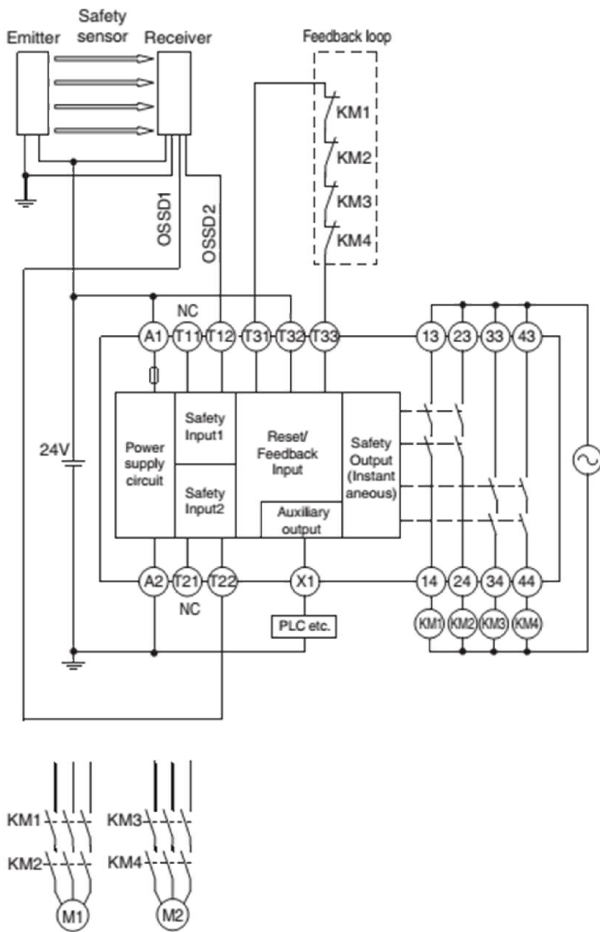 Safety
sensor
Emitter
Receiver
Feedback loop
KM1
KM2
KM3
KM4
OSSD1
OSSD2
NC
A1
T11
T12
T31
T32
T33
13
23
33
43
24V
Power
supply
circuit
Safety
Input1
Safety
Input2
Reset/
Feedback
Input
Auxiliary
output
Safety
Output
(Instant
aneous)
A2
T21
T22
X1
14
24
34
44
NC
PLC etc.
KM1
KM2
KM3
KM4
KM1
KM2
M1
KM3
KM4
M2